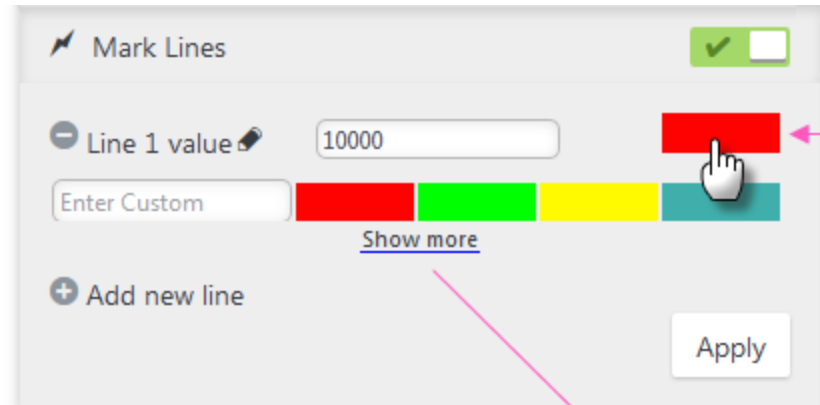 Mark Lines
Line 1 value 10000
Enter Custom
Show more
Add new line
Apply